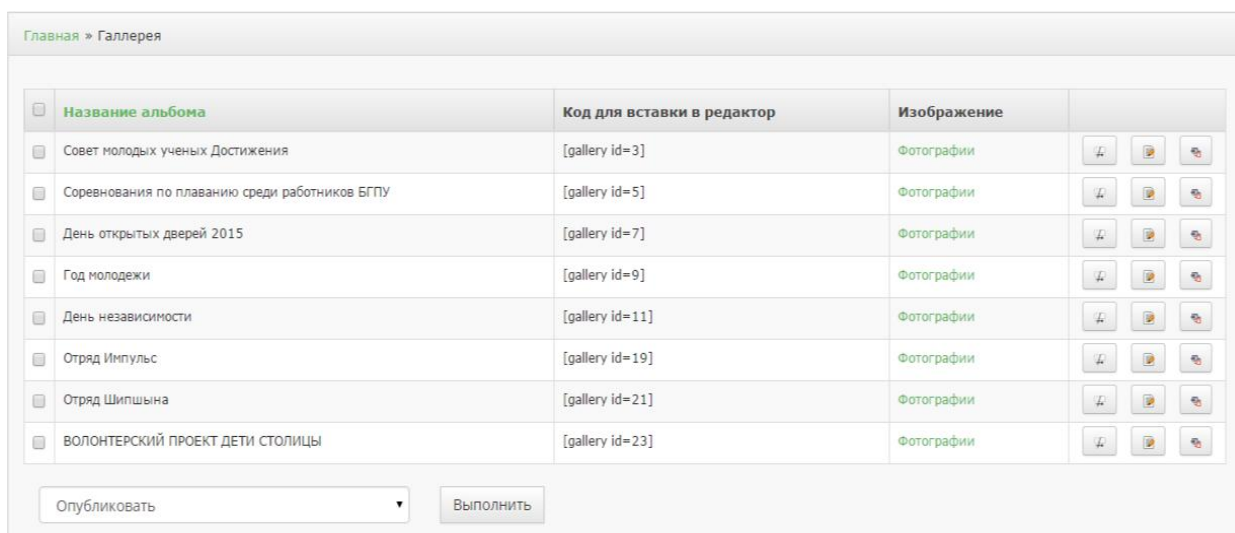 Главная » Галлерея
Название альбома Код для вставки в редактор Изображение
Совет молодых ученых Достижения [gallery id=3] Фотографии
Соревнования по плаванию среди работников БГПУ [gallery id=5] Фотографии
День открытых дверей 2015 [gallery id=7] Фотографии
Год молодежи [gallery id=9] Фотографии
День независимости [gallery id=11] Фотографии
Отряд Импульс [gallery id=19] Фотографии
Отряд Шипшына [gallery id=21] Фотографии
ВОЛОНТЕРСКИЙ ПРОЕКТ ДЕТИ СТОЛИЦЫ [gallery id=23] Фотографии
Опубликовать Выполнить